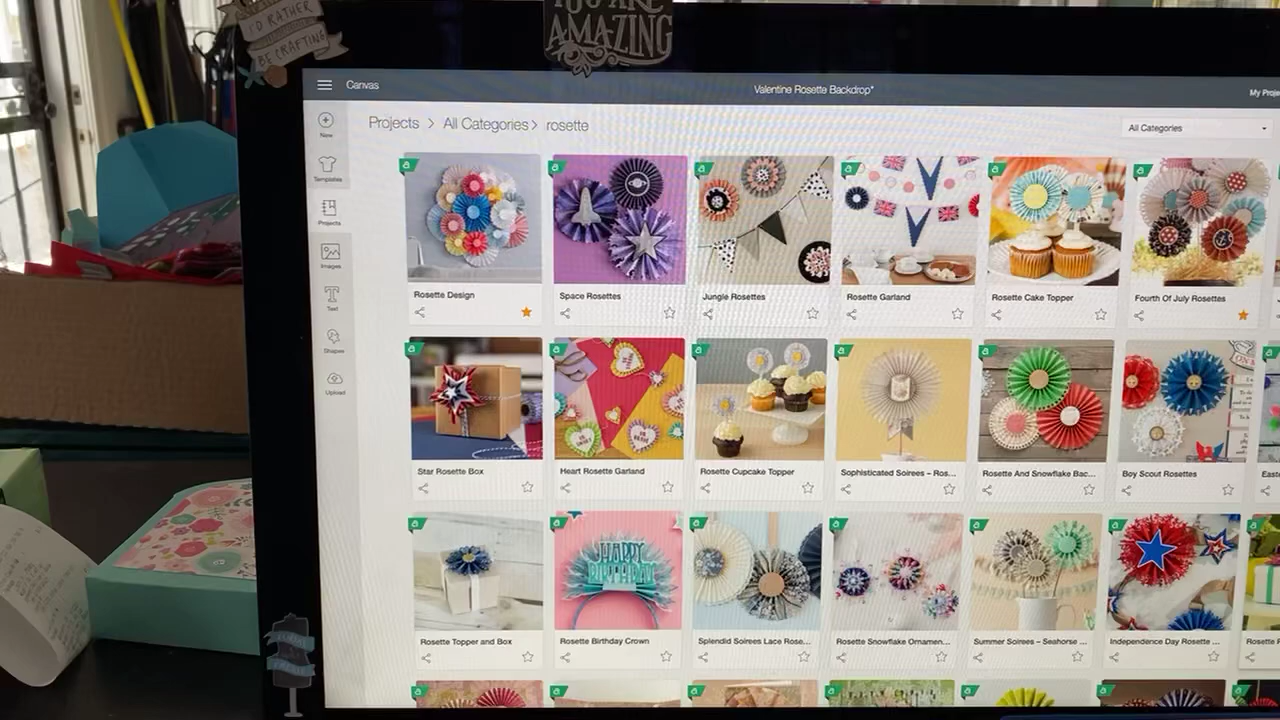 I'D RATHER
BE CRAFTING
YOU ARE
AMAZING
Canvas
Valentine Rosette Backdrop*
My Proje
Projects > All Categories > rosette
All Categories
New
Templates
Projects
Images
Text
Shapes
Upload
Rosette Design
Space Rosettes
Jungle Rosettes
Rosette Garland
Rosette Cake Topper
Fourth Of July Rosettes
Star Rosette Box
Heart Rosette Garland
Rosette Cupcake Topper
Sophisticated Soirees – Ros...
Rosette And Snowflake Bac...
Boy Scout Rosettes
Easte
Rosette Topper and Box
HAPPY
BIRTHDAY
Rosette Birthday Crown
Splendid Soirees Lace Rose...
Rosette Snowflake Ornamen...
Summer Soirees – Seahorse ...
Independence Day Rosette ...
Rosette F